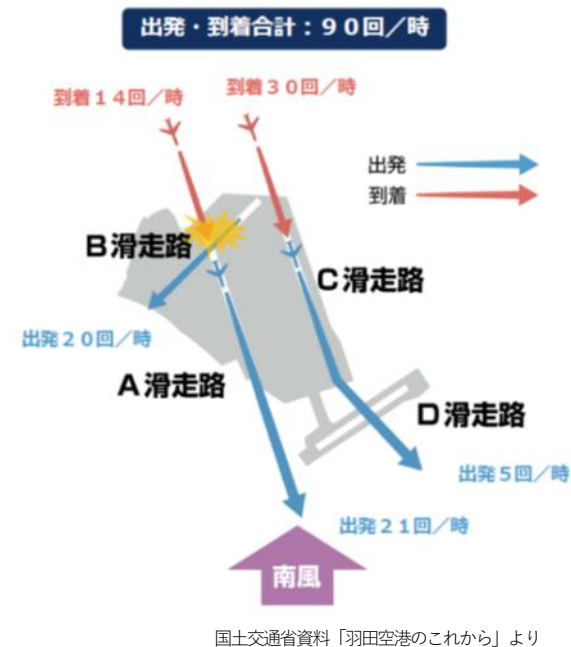 出発・到着合計：９０回／時
到着１４回／時
到着３０回／時
出発
到着
B滑走路
C滑走路
出発２０回／時
A滑走路
D滑走路
出発５回／時
出発２１回／時
南風
国土交通省資料「羽田空港のこれから」より